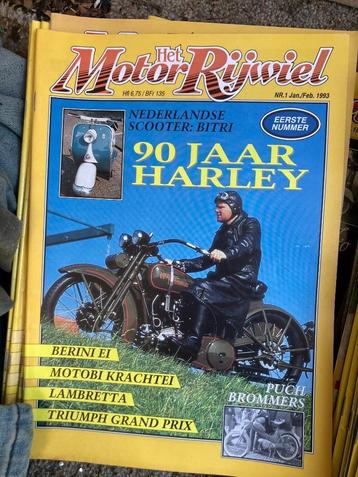 Het
MotorRijwiel
Hfl 6,75 / BFr 135
NR.1 Jan./Feb. 1993
NEDERLANDSE
SCOOTER: BITRI
EERSTE
NUMMER
90 JAAR
HARLEY
BERINI EI
MOTOBI KRACHTEI
LAMBRETTA
TRIUMPH GRAND PRIX
PUCH
BROMMERS